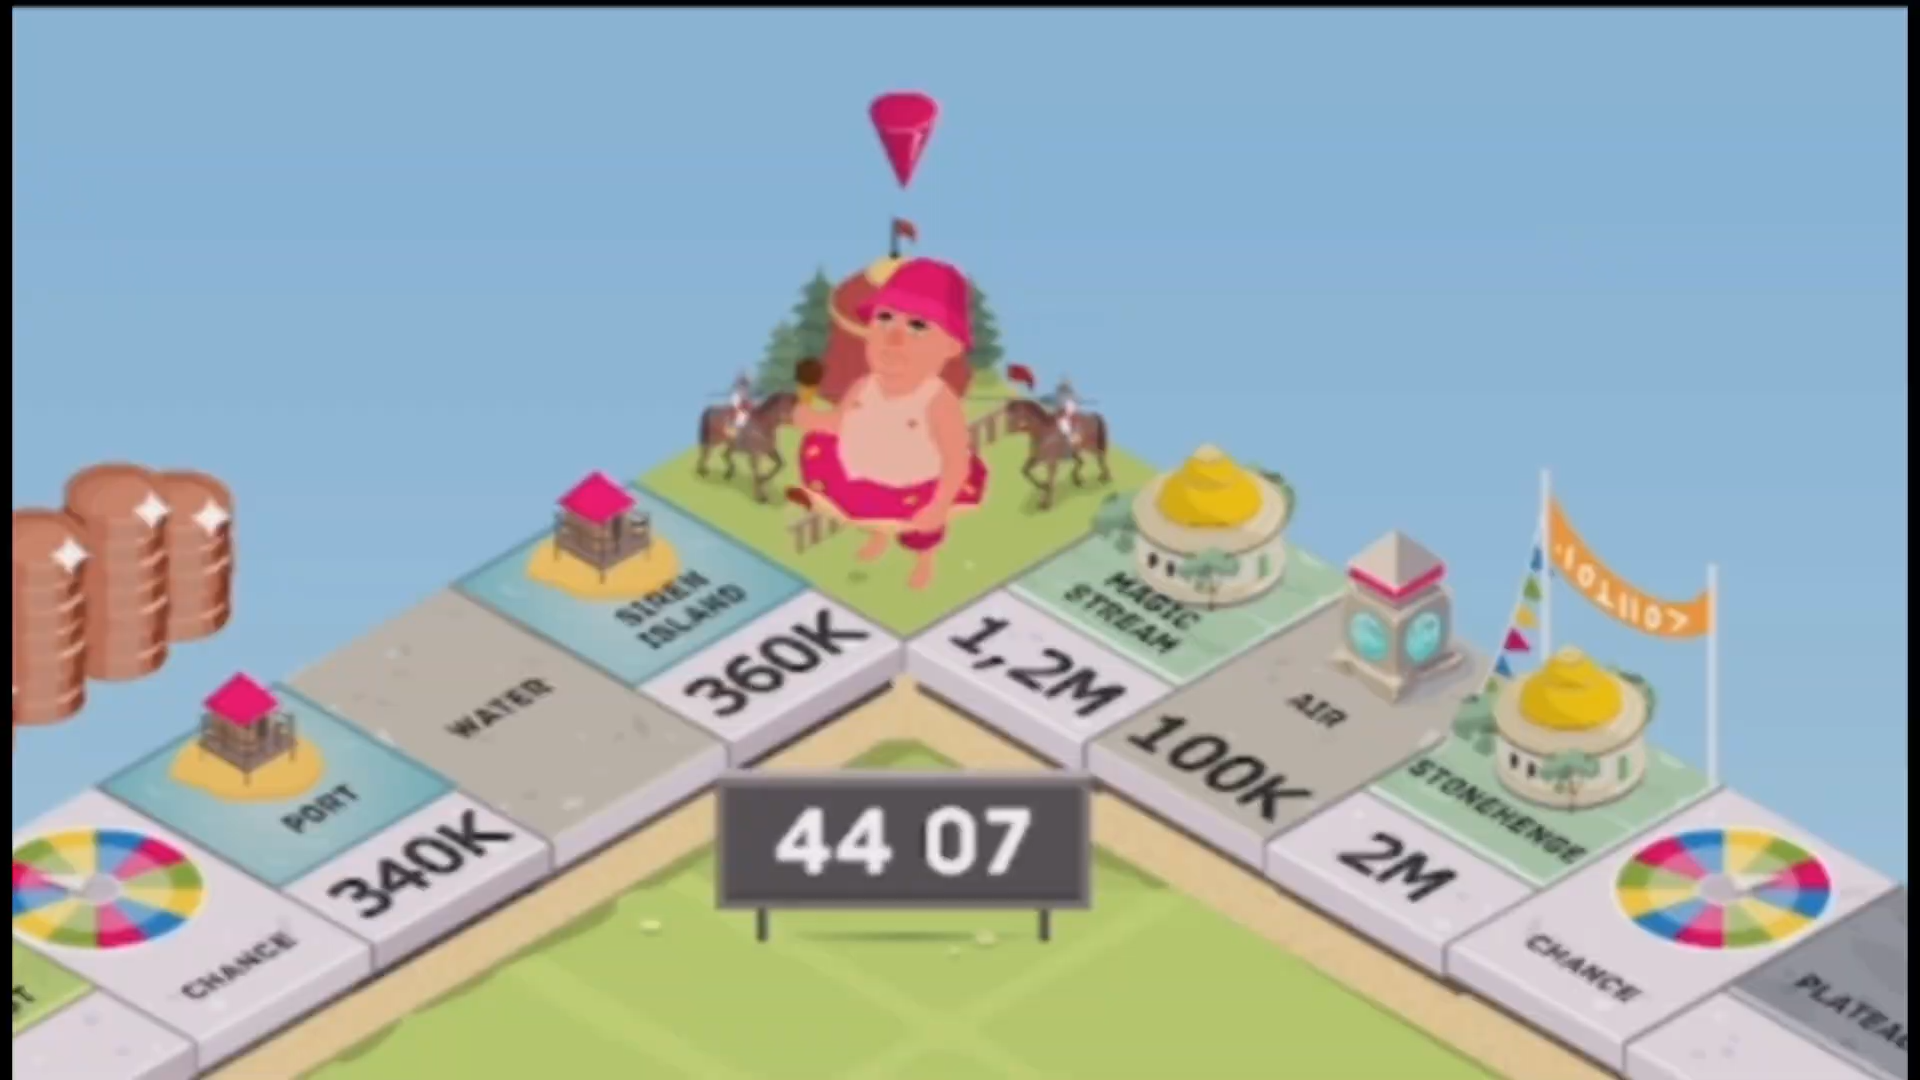 SIREN
ISLAND
360K
WATER
PORT
340K
CHANCE
MAGIC
STREAM
1,2M
AIR
100K
STONEHENGE
2M
CHANCE
44 07